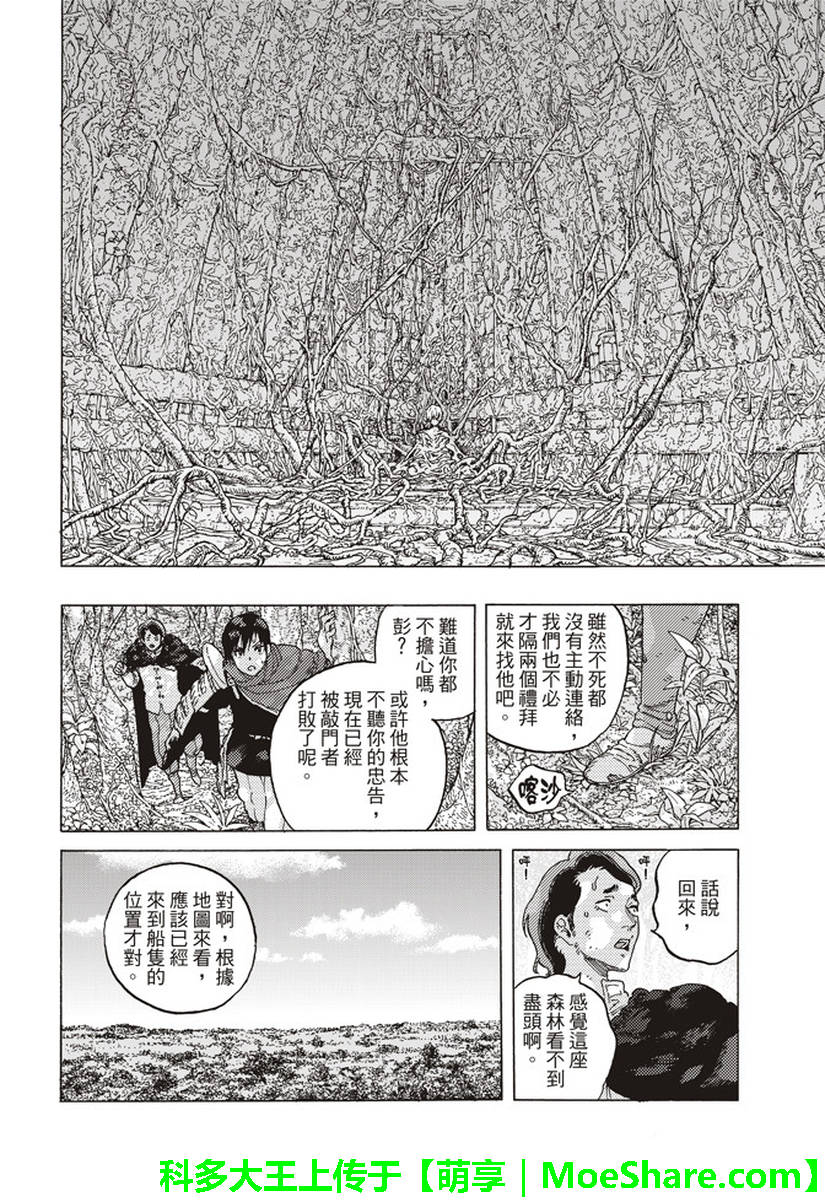 雖然不死都
沒有主動連絡，
我們也不必
才隔兩個禮拜
就來找他吧。
喀沙
難道你都
不擔心嗎，
彭？
或許他根本
不聽你的忠告，
現在已經
被敲門者
打敗了呢。
呼！
呼！
話說
回來，
感覺這座
森林看不到
盡頭啊。
對啊，根據
地圖來看，
應該已經
來到船隻的
位置才對。
科多大王上传于【萌享 | MoeShare.com】